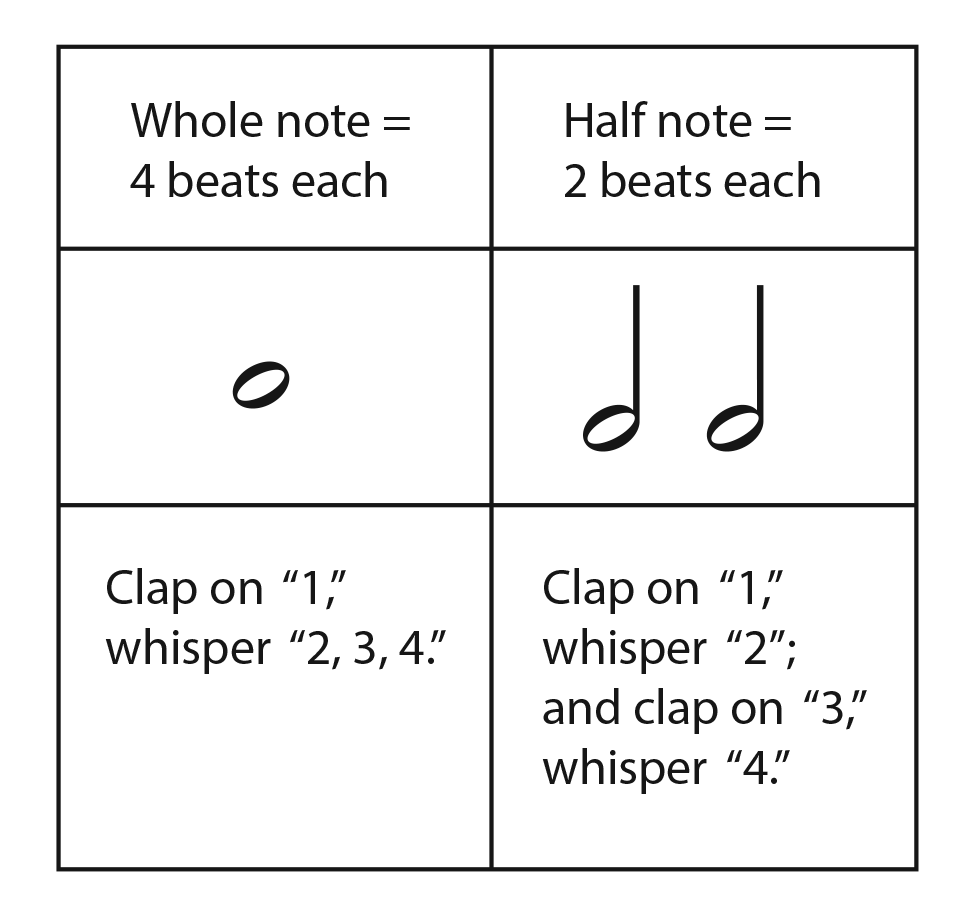 Whole note =
4 beats each
Half note =
2 beats each
Clap on “1,”
whisper “2, 3, 4.”
Clap on “1,”
whisper “2”;
and clap on “3,”
whisper “4.”